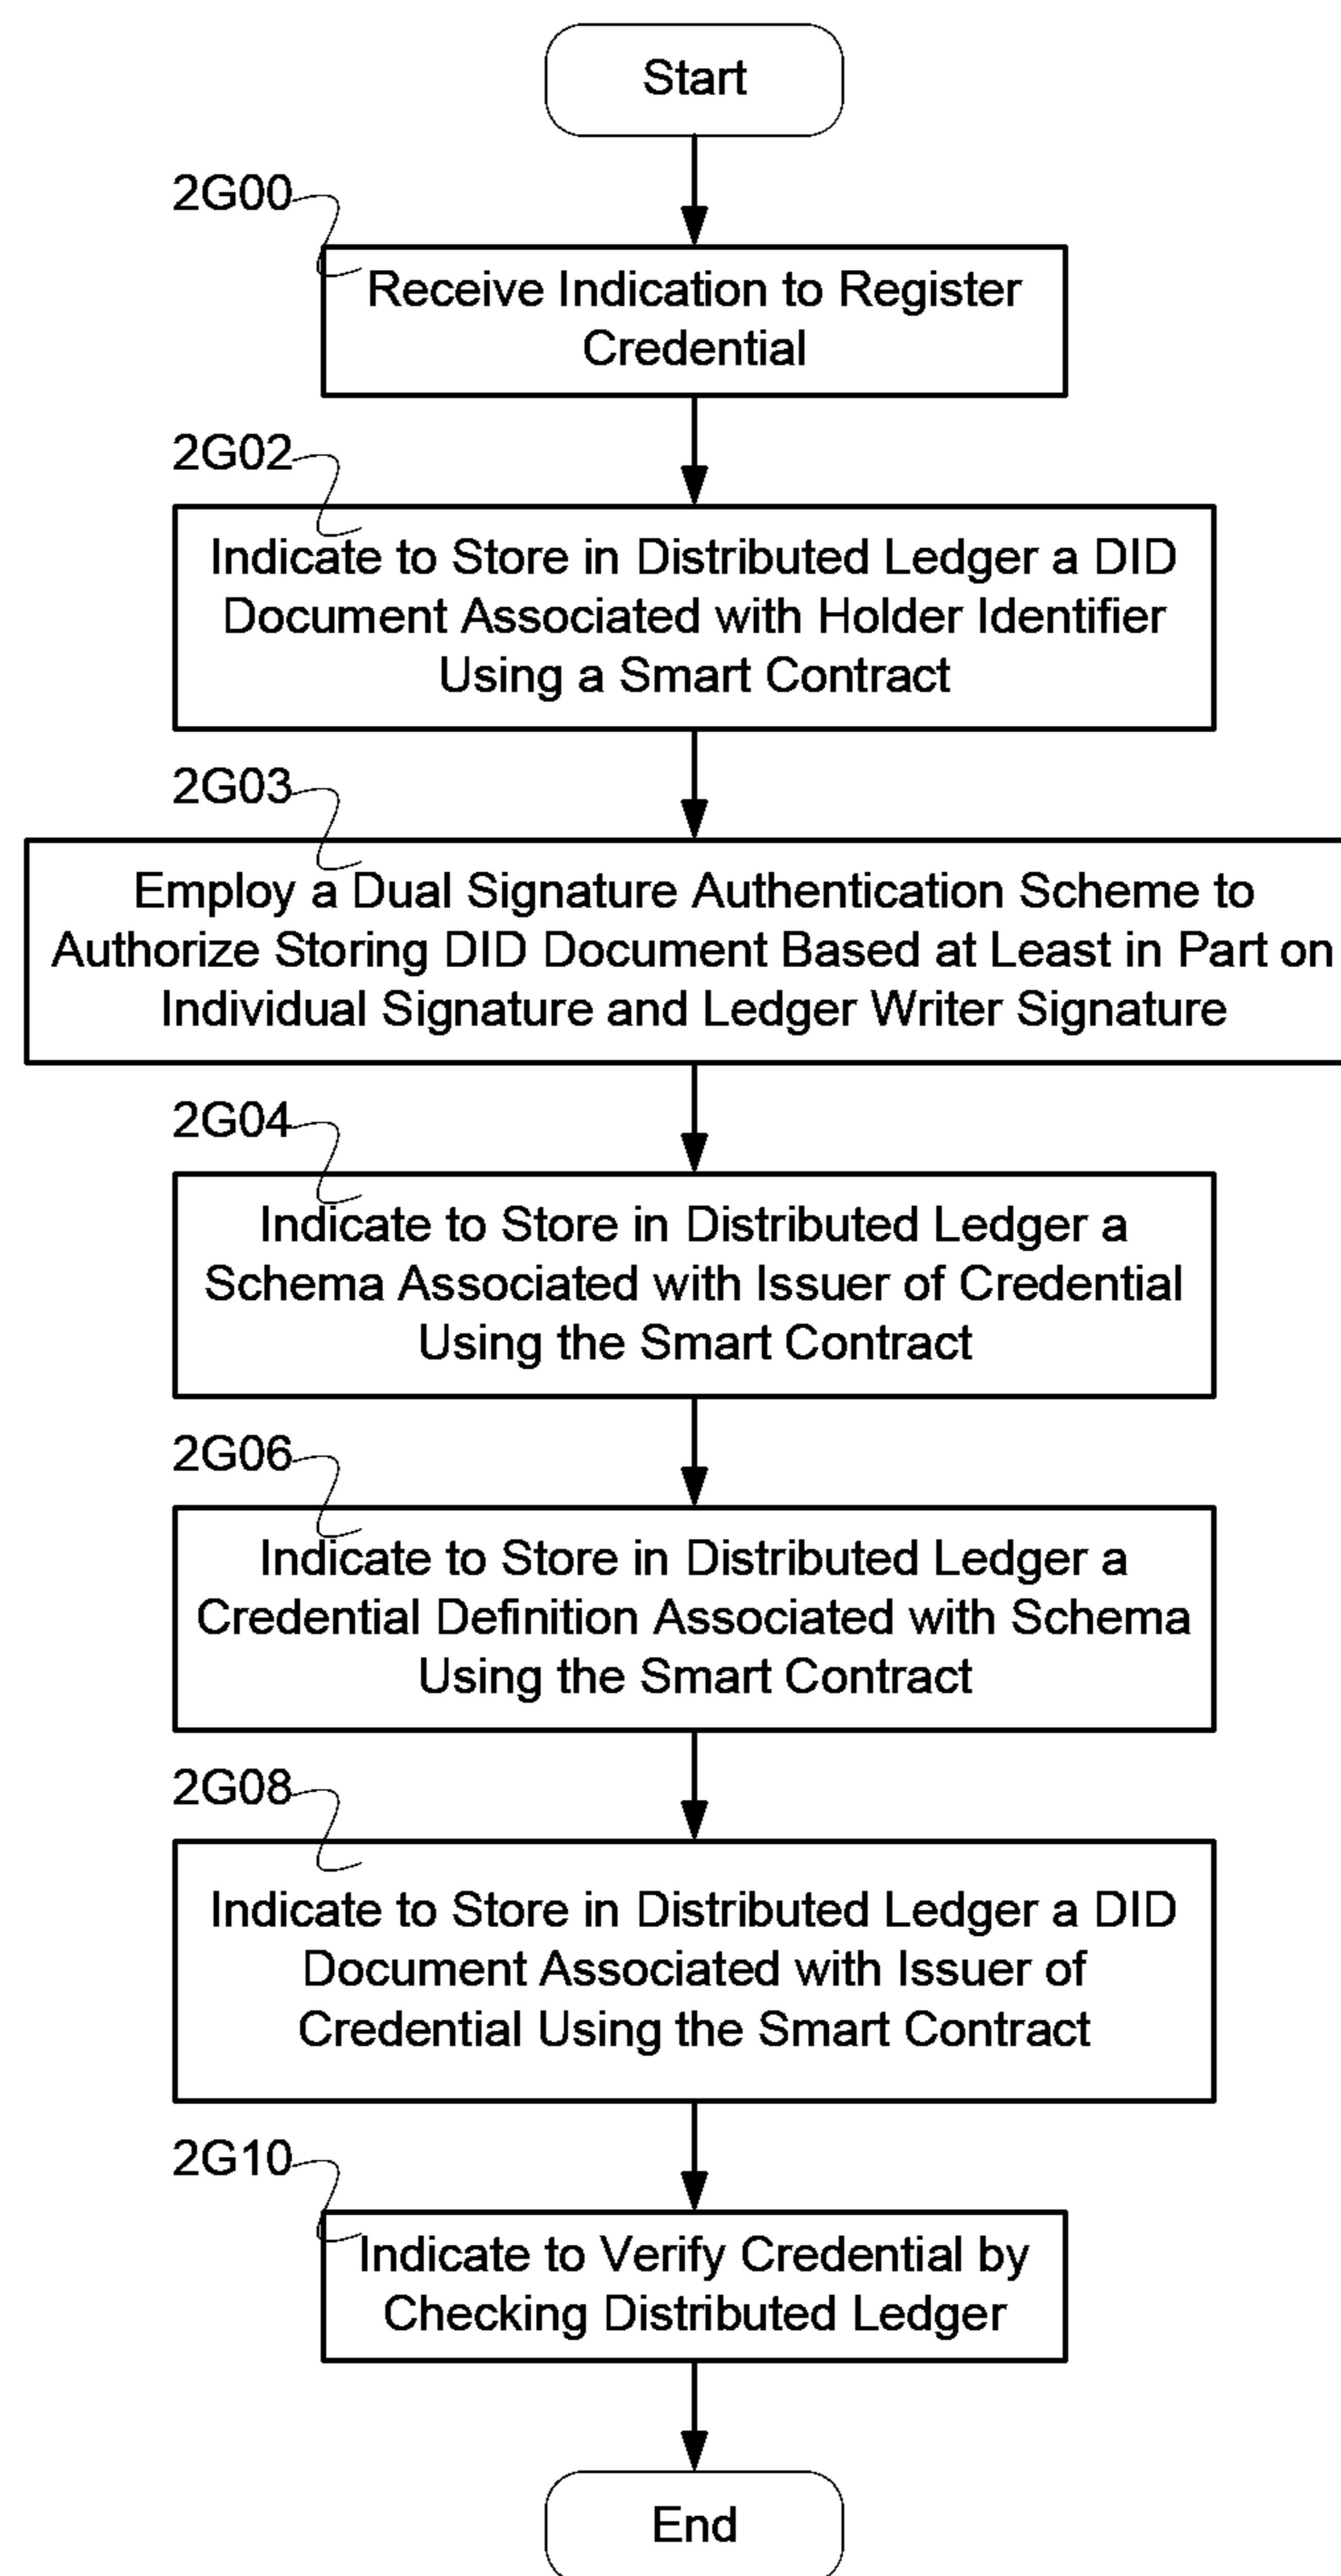 Start
2G00
Receive Indication to Register
Credential
2G02
Indicate to Store in Distributed Ledger a DID
Document Associated with Holder Identifier
Using a Smart Contract
2G03
Employ a Dual Signature Authentication Scheme to
Authorize Storing DID Document Based at Least in Part on
Individual Signature and Ledger Writer Signature
2G04
Indicate to Store in Distributed Ledger a
Schema Associated with Issuer of Credential
Using the Smart Contract
2G06
Indicate to Store in Distributed Ledger a
Credential Definition Associated with Schema
Using the Smart Contract
2G08
Indicate to Store in Distributed Ledger a DID
Document Associated with Issuer of
Credential Using the Smart Contract
2G10
Indicate to Verify Credential by
Checking Distributed Ledger
End